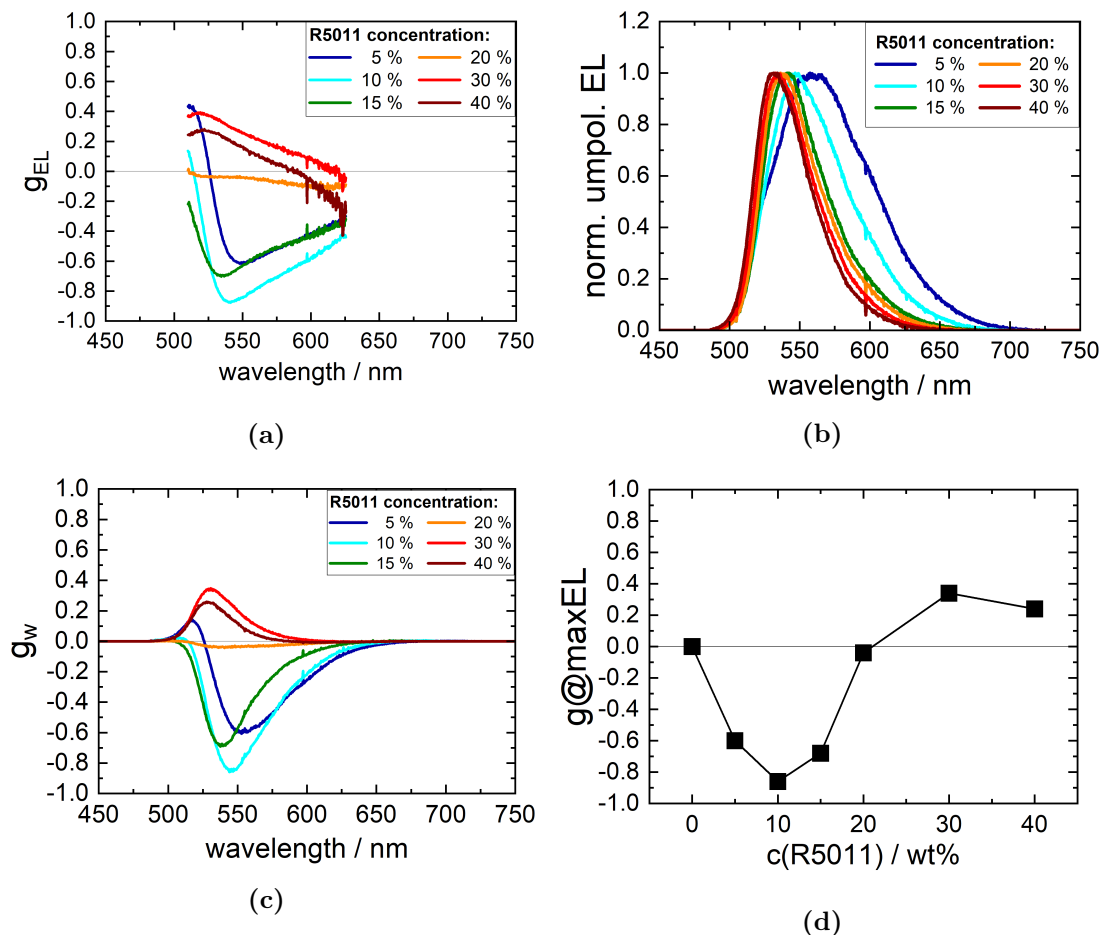 R5011 concentration:
5 % 20 %
10 % 30 %
15 % 40 %
1.0
0.8
0.6
0.4
0.2
0.0
-0.2
-0.4
-0.6
-0.8
-1.0
gEL
450 500 550 600 650 700 750
wavelength / nm
(a)
R5011 concentration:
5 % 20 %
10 % 30 %
15 % 40 %
1.2
1.0
0.8
0.6
0.4
0.2
0.0
norm. unpol. EL
450 500 550 600 650 700 750
wavelength / nm
(b)
R5011 concentration:
5 % 20 %
10 % 30 %
15 % 40 %
1.0
0.8
0.6
0.4
0.2
0.0
-0.2
-0.4
-0.6
-0.8
-1.0
gw
450 500 550 600 650 700 750
wavelength / nm
(c)
1.0
0.8
0.6
0.4
0.2
0.0
-0.2
-0.4
-0.6
-0.8
-1.0
g@maxEL
0 10 20 30 40
c(R5011) / wt%
(d)